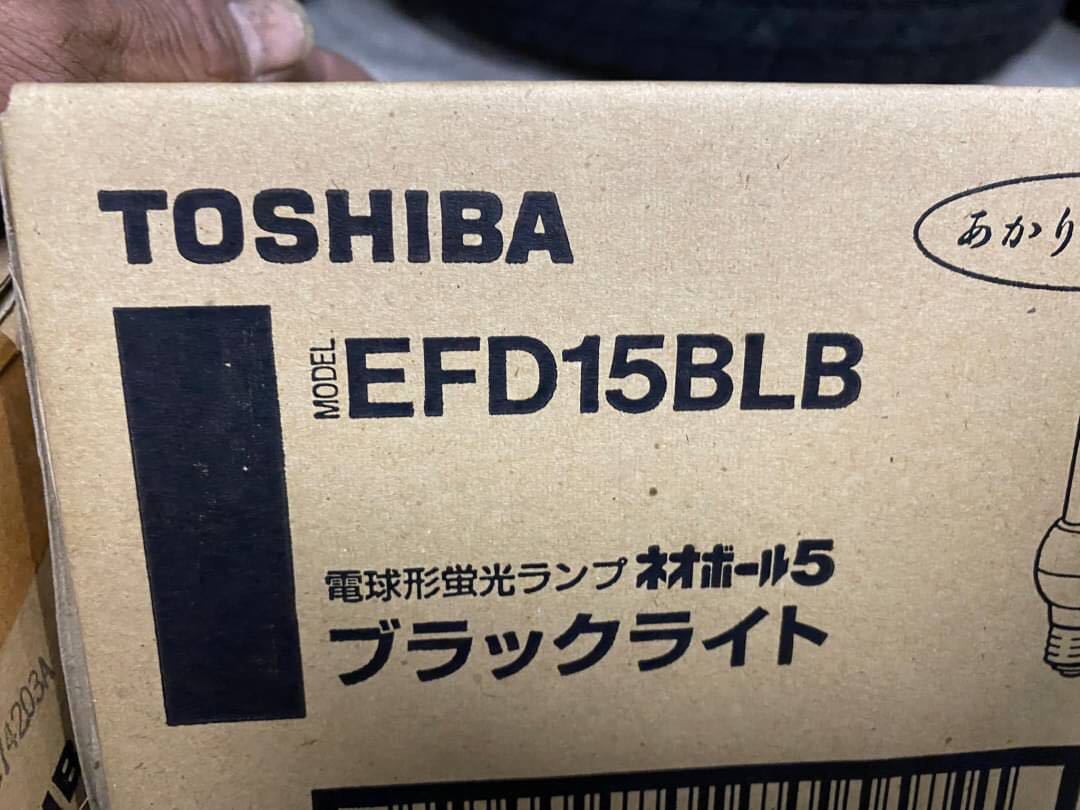 TOSHIBA
あかり
MODEL EFD15BLB
電球形蛍光ランプ ネオボール5
ブラックライト
4203A